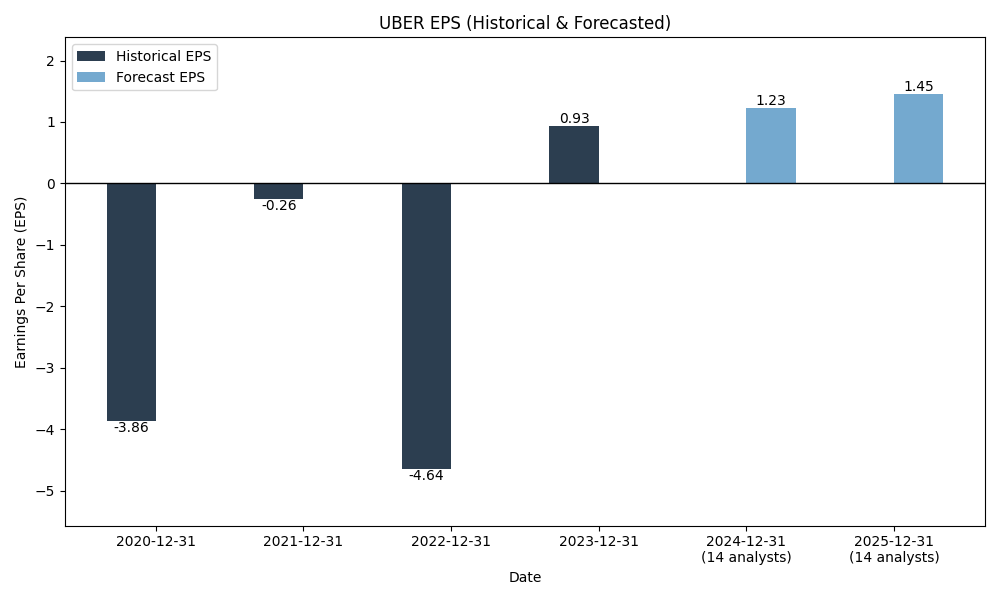 UBER EPS (Historical & Forecasted)
Historical EPS
Forecast EPS
Earnings Per Share (EPS)
2
1
0
−1
−2
−3
−4
−5
-3.86
-0.26
-4.64
0.93
1.23
1.45
2020-12-31
2021-12-31
2022-12-31
2023-12-31
2024-12-31
(14 analysts)
2025-12-31
(14 analysts)
Date